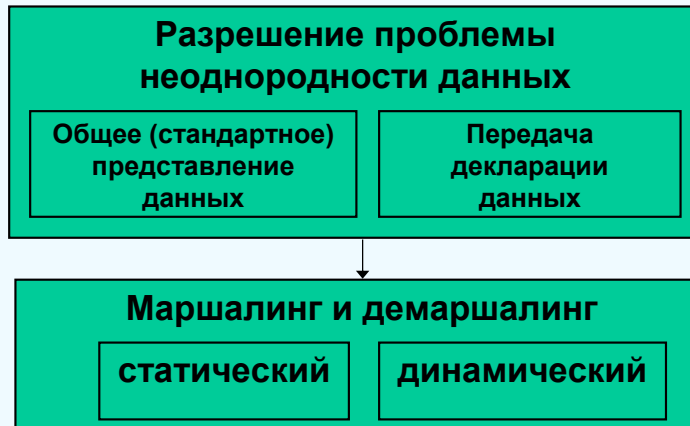 Разрешение проблемы
неоднородности данных
Общее (стандартное)
представление
данных
Передача
декларации
данных
Маршалинг и демаршалинг
статический
динамический